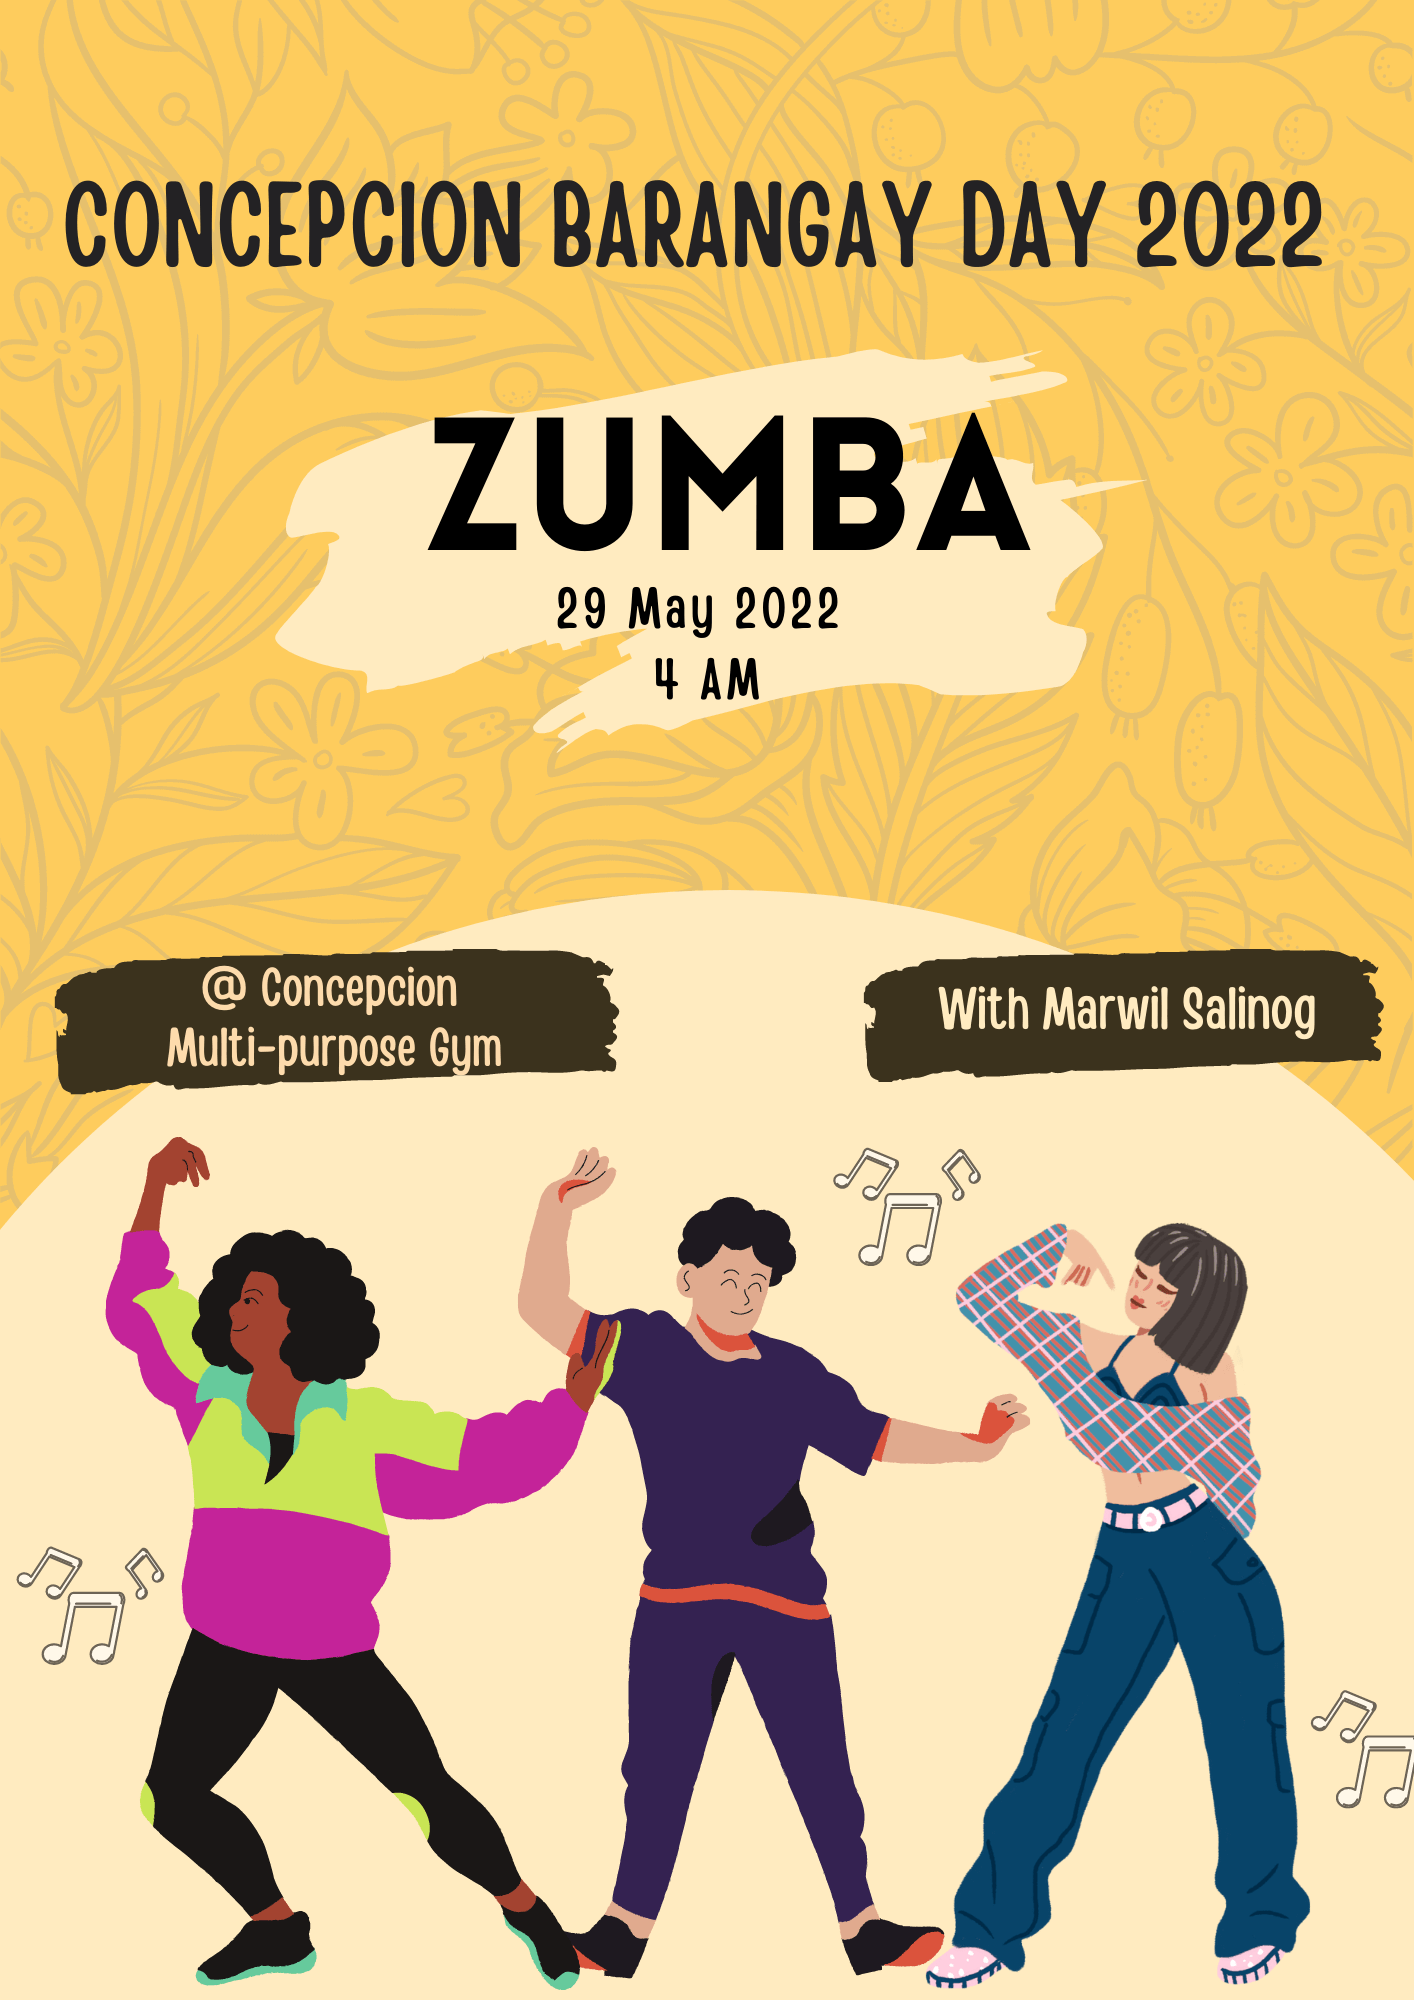 CONCEPCION BARANGAY DAY 2022
ZUMBA
29 May 2022
4 AM
@ Concepcion
Multi-purpose Gym
With Marwil Salinog